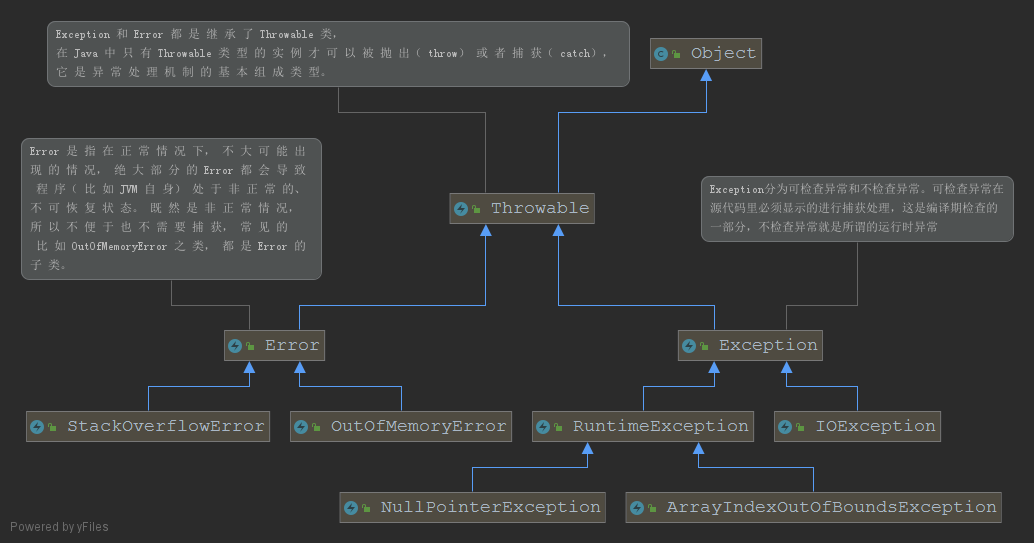 Exception 和 Error 都是继承了 Throwable 类，
在 Java 中只有 Throwable 类型的实例才可以被抛出（ throw）或者捕获（ catch），
它是异常处理机制的基本组成类型。
Object
Error 是指在正常情况下，不大可能出
现的情况，绝大部分的 Error 都会导致
程序（比如 JVM 自身）处于非正常的、
不可恢复状态。既然是非正常情况，
所以不便于也不需要捕获，常见的
比如 OutOfMemoryError 之类，都是 Error 的
子类。
Throwable
Exception分为可检查异常和不检查异常。可检查异常在
源代码里必须显示的进行捕获处理，这是编译期检查的
一部分，不检查异常就是所谓的运行时异常
Error
Exception
StackOverflowError
OutOfMemoryError
RuntimeException
IOException
NullPointerException
ArrayIndexOutOfBoundsException
Powered by yFiles